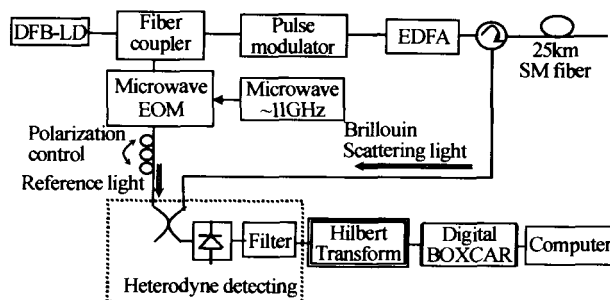 DFB-LD
Fiber
coupler
Pulse
modulator
EDFA
25km
SM fiber
Microwave
EOM
Microwave
~11GHz
Polarization
control
Brillouin
Scattering light
Reference light
Filter
Hilbert
Transform
Digital
BOXCAR
Computer
Heterodyne detecting